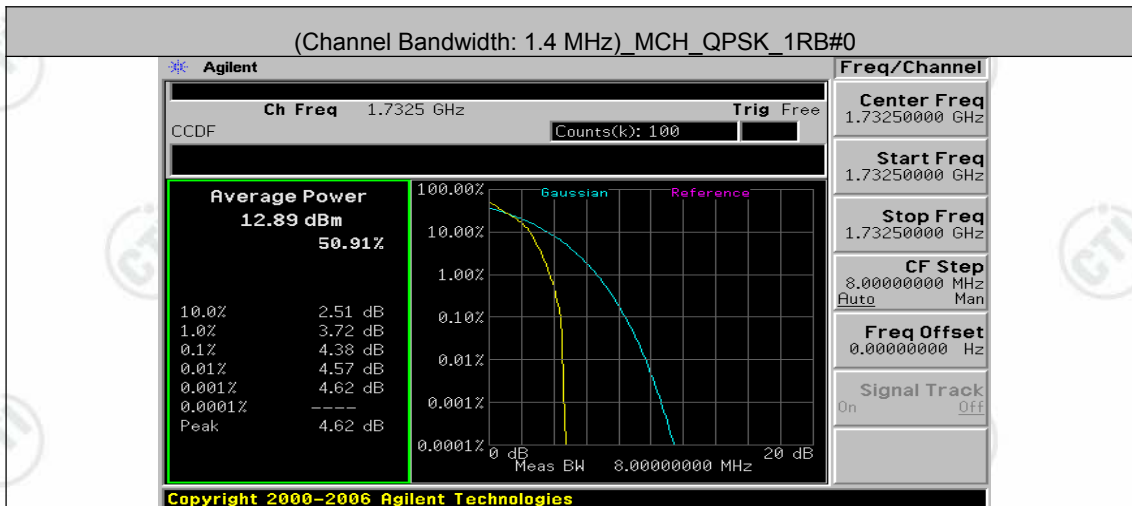 (Channel Bandwidth: 1.4 MHz)_MCH_QPSK_1RB#0
Agilent
Freq/Channel
Ch Freq 1.7325 GHz Trig Free
CCDF
Counts(k): 100
Average Power
12.89 dBm
50.91%
10.0% 2.51 dB
1.0% 3.72 dB
0.1% 4.38 dB
0.01% 4.57 dB
0.001% 4.62 dB
0.0001% ----
Peak 4.62 dB
Gaussian Reference
100.00%
10.00%
1.00%
0.10%
0.01%
0.001%
0.0001%
0 dB 20 dB
Meas BW 8.00000000 MHz
Center Freq
1.73250000 GHz
Start Freq
1.73250000 GHz
Stop Freq
1.73250000 GHz
CF Step
8.00000000 MHz
Auto Man
Freq Offset
0.00000000 Hz
Signal Track
On Off
Copyright 2000-2006 Agilent Technologies
CTI
CTI